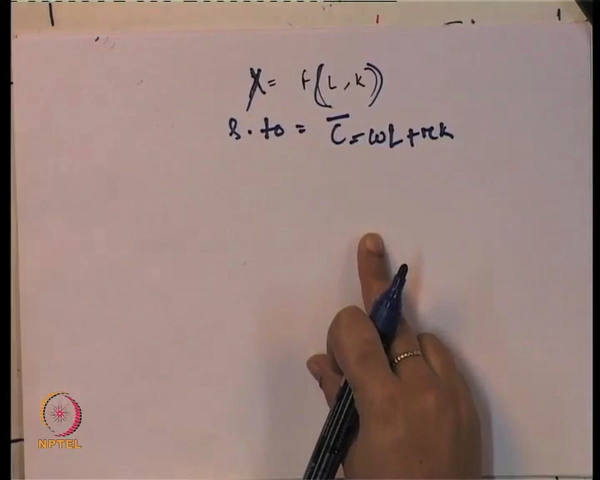 X = f(L, K)
s. to = C̅ = wL + rK
NPTEL